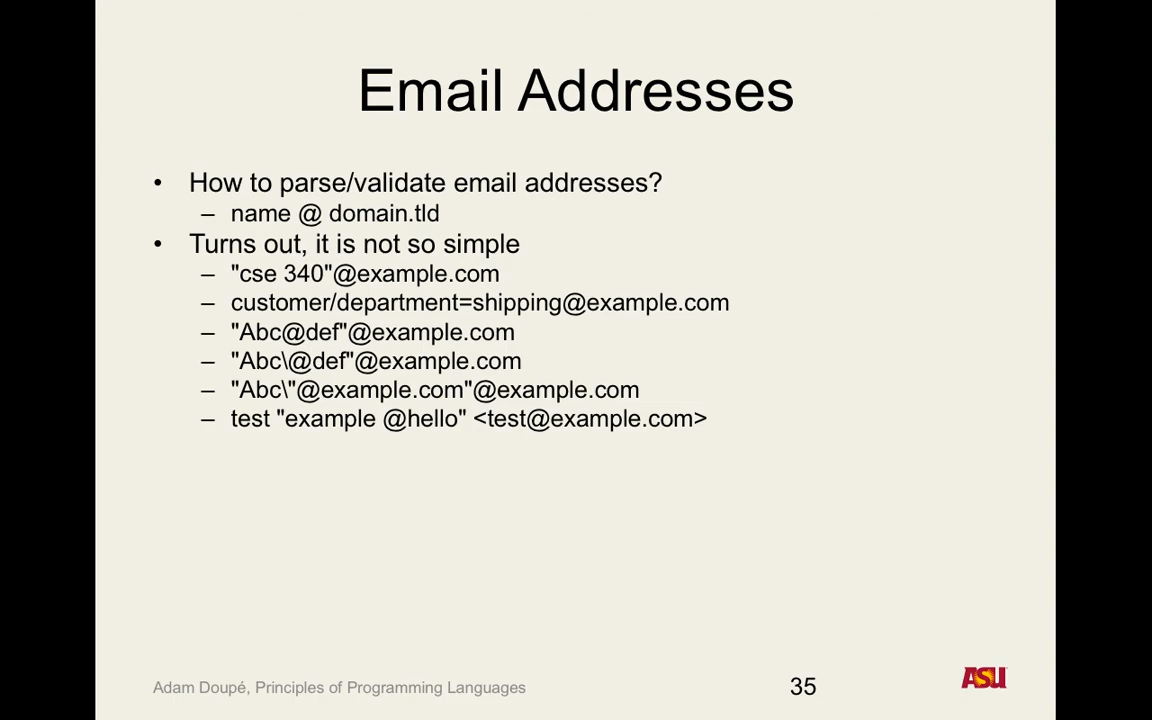 Email Addresses
• How to parse/validate email addresses?
– name @ domain.tld
• Turns out, it is not so simple
– "cse 340"@example.com
– customer/department=shipping@example.com
– "Abc@def"@example.com
– "Abc\@def"@example.com
– "Abc\"@example.com"@example.com
– test "example @hello" <test@example.com>
Adam Doupé, Principles of Programming Languages
35
ASU